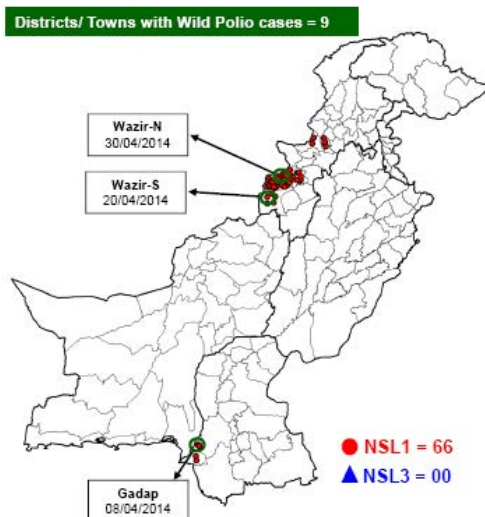 Districts/ Towns with Wild Polio cases = 9
Wazir-N
30/04/2014
Wazir-S
20/04/2014
NSL1 = 66
NSL3 = 00
Gadap
08/04/2014